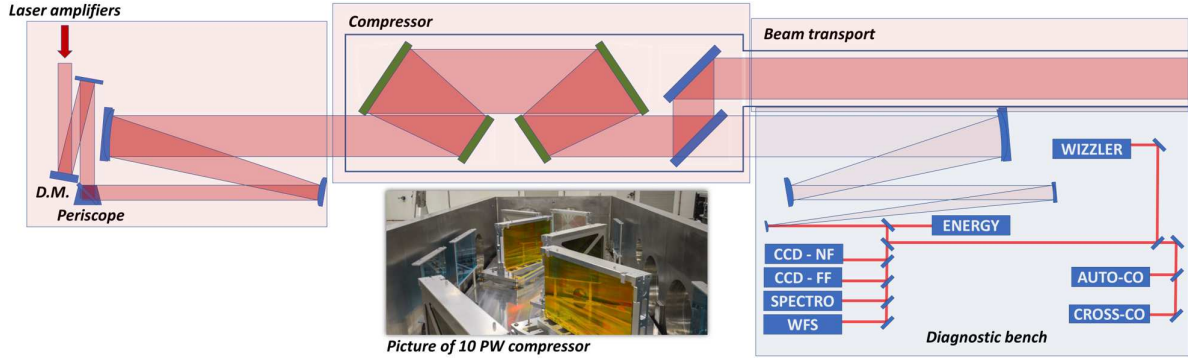 Laser amplifiers
Compressor
Beam transport
D.M.
Periscope
WIZZLER
ENERGY
CCD - NF
CCD - FF
SPECTRO
WFS
AUTO-CO
CROSS-CO
Diagnostic bench
Picture of 10 PW compressor